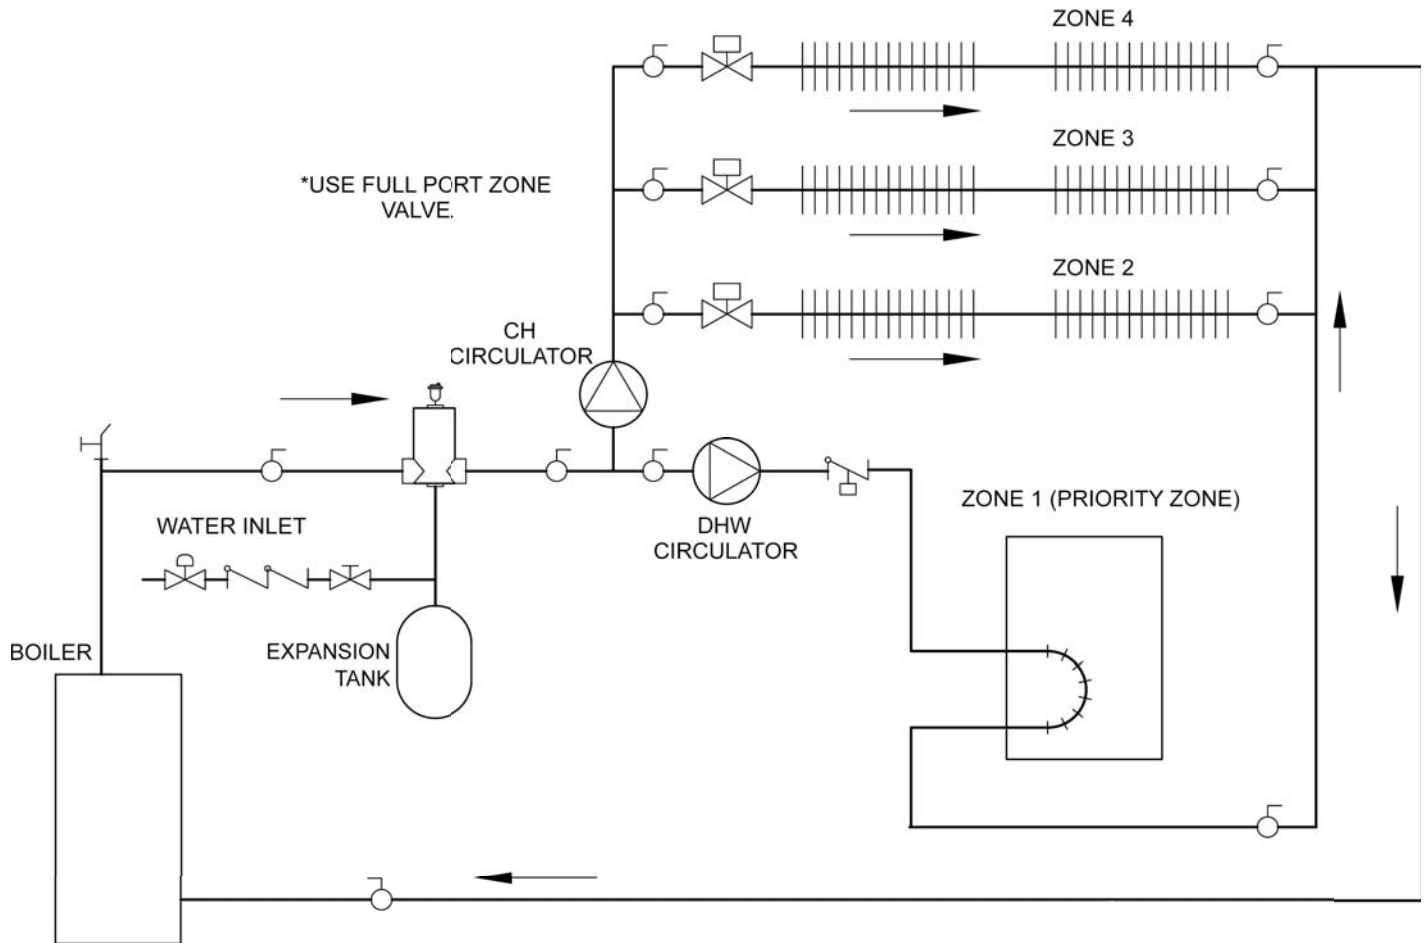 ZONE 4
ZONE 3
*USE FULL PORT ZONE
VALVE.
ZONE 2
CH
CIRCULATOR
ZONE 1 (PRIORITY ZONE)
WATER INLET
DHW
CIRCULATOR
BOILER
EXPANSION
TANK